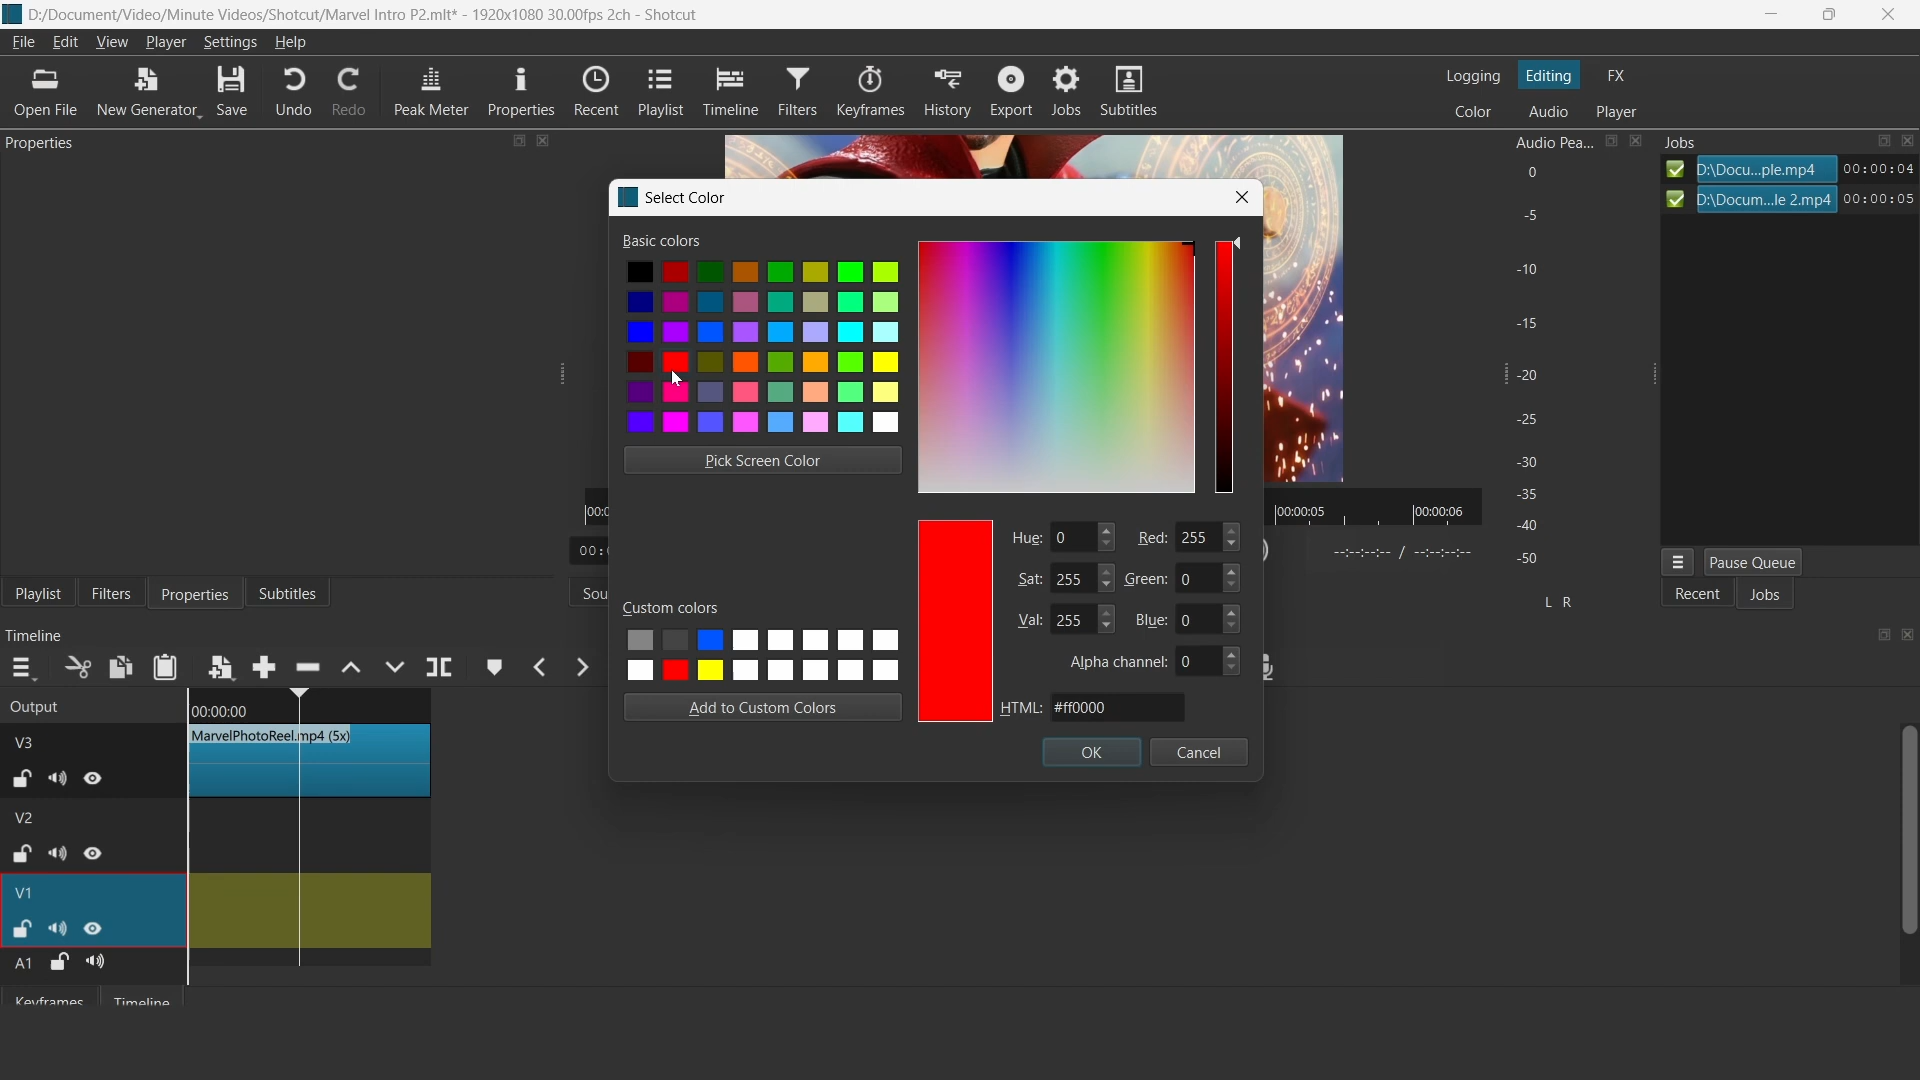 D:/Document/Video/Minute Videos/Shotcut/Marvel Intro P2.mlt* - 1920x1080 30.00fps 2ch - Shotcut
File Edit View Player Settings Help
Open File New Generator Save Undo Redo Peak Meter Properties Recent Playlist Timeline Filters Keyframes History Export Jobs Subtitles
Logging Editing FX
Color Audio Player
Properties
Audio Pea...
0
-5
-10
-15
-20
-25
-30
-35
-40
-50
L R
Jobs
D:\Docu...ple.mp4 00:00:04
D:\Docum...le 2.mp4 00:00:05
Pause Queue
Recent Jobs
Select Color
Basic colors
Pick Screen Color
Custom colors
Add to Custom Colors
Hue: 0 Red: 255
Sat: 255 Green: 0
Val: 255 Blue: 0
Alpha channel: 0
HTML: #ff0000
OK Cancel
00:00:05 00:00:06
--:--:--:-- / --:--:--:--
Playlist Filters Properties Subtitles
Sou
Timeline
Output
00:00:00
V3
MarvelPhotoReel.mp4 (5x)
V2
V1
A1
Keyframes Timeline